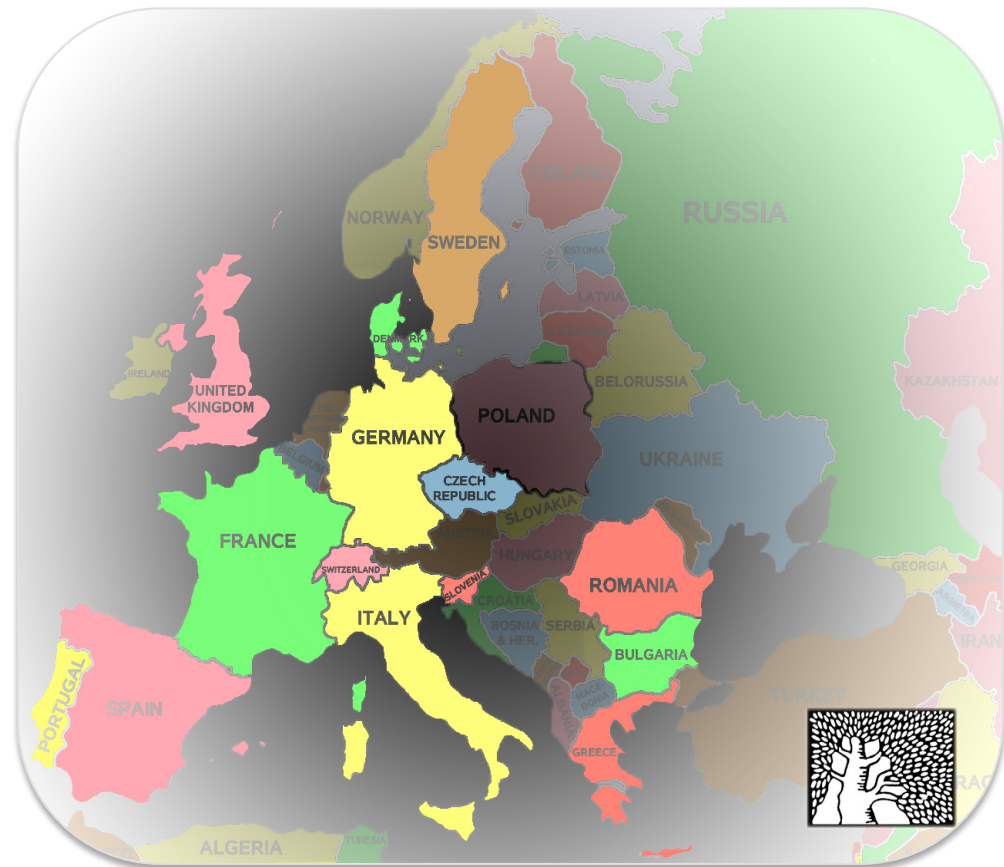 FINLAND
RUSSIA
NORWAY
SWEDEN
ESTONIA
LATVIA
DENMARK
IRELAND
UNITED
KINGDOM
BELORUSSIA
KAZAKHSTAN
POLAND
GERMANY
BELGIUM
UKRAINE
CZECH
REPUBLIC
SLOVAKIA
FRANCE
AUSTRIA
HUNGARY
SWITZERLAND
SLOVENIA
ROMANIA
GEORGIA
CROATIA
ARMENIA
ITALY
BOSNIA
& HER.
SERBIA
IRAN
BULGARIA
PORTUGAL
SPAIN
ALBANIA
MACE-
DONIA
TURKEY
GREECE
RAQ
ALGERIA
TUNESIA